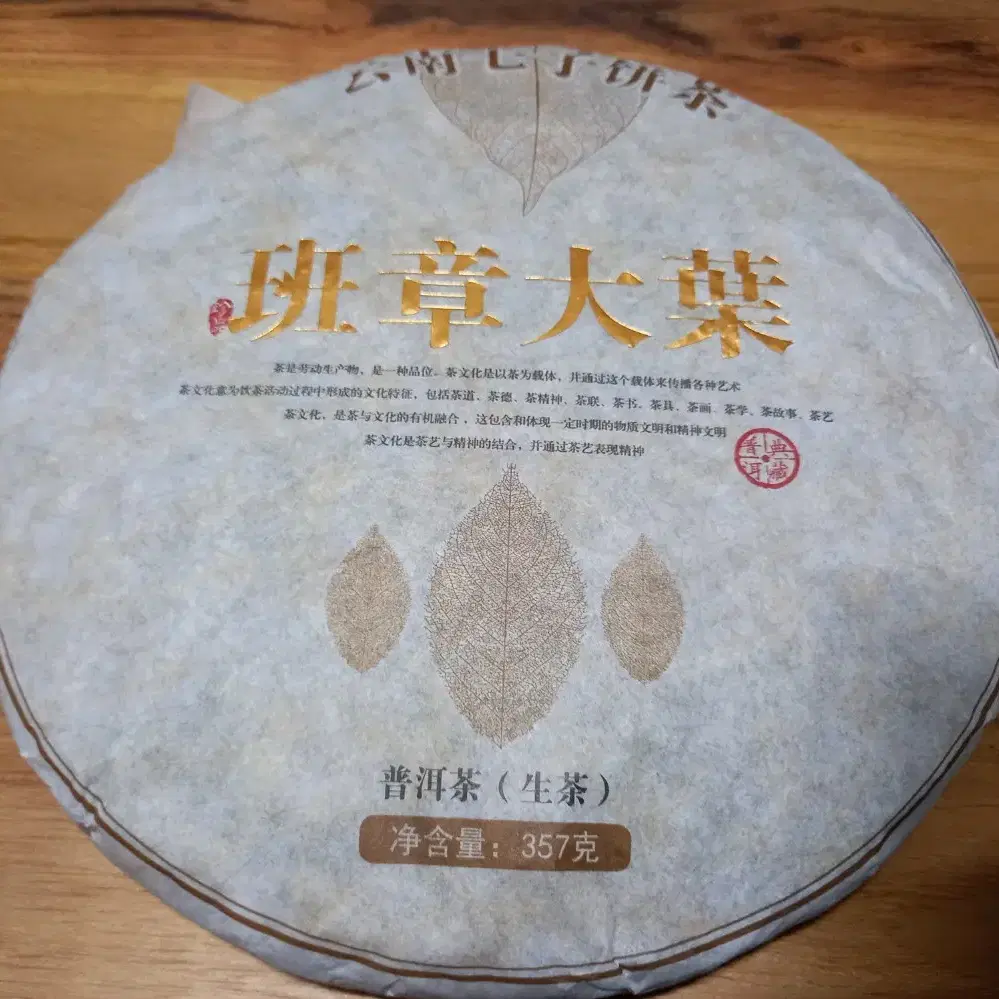 云南七子饼茶
班章大葉
茶是劳动生产物、是一种品位。茶文化是以茶为载体，并通过这个载体来传播各种艺术
茶文化意为饮茶活动过程中形成的文化特征，包括茶道、茶德、茶精神、茶联、茶书、茶具、茶画、茶学、茶故事、茶艺
茶文化，是茶与文化的有机融合，这包含和体现一定时期的物质文明和精神文明
茶文化是茶艺与精神的结合，并通过茶艺表现精神
普洱典藏
普洱茶（生茶）
净含量：357克